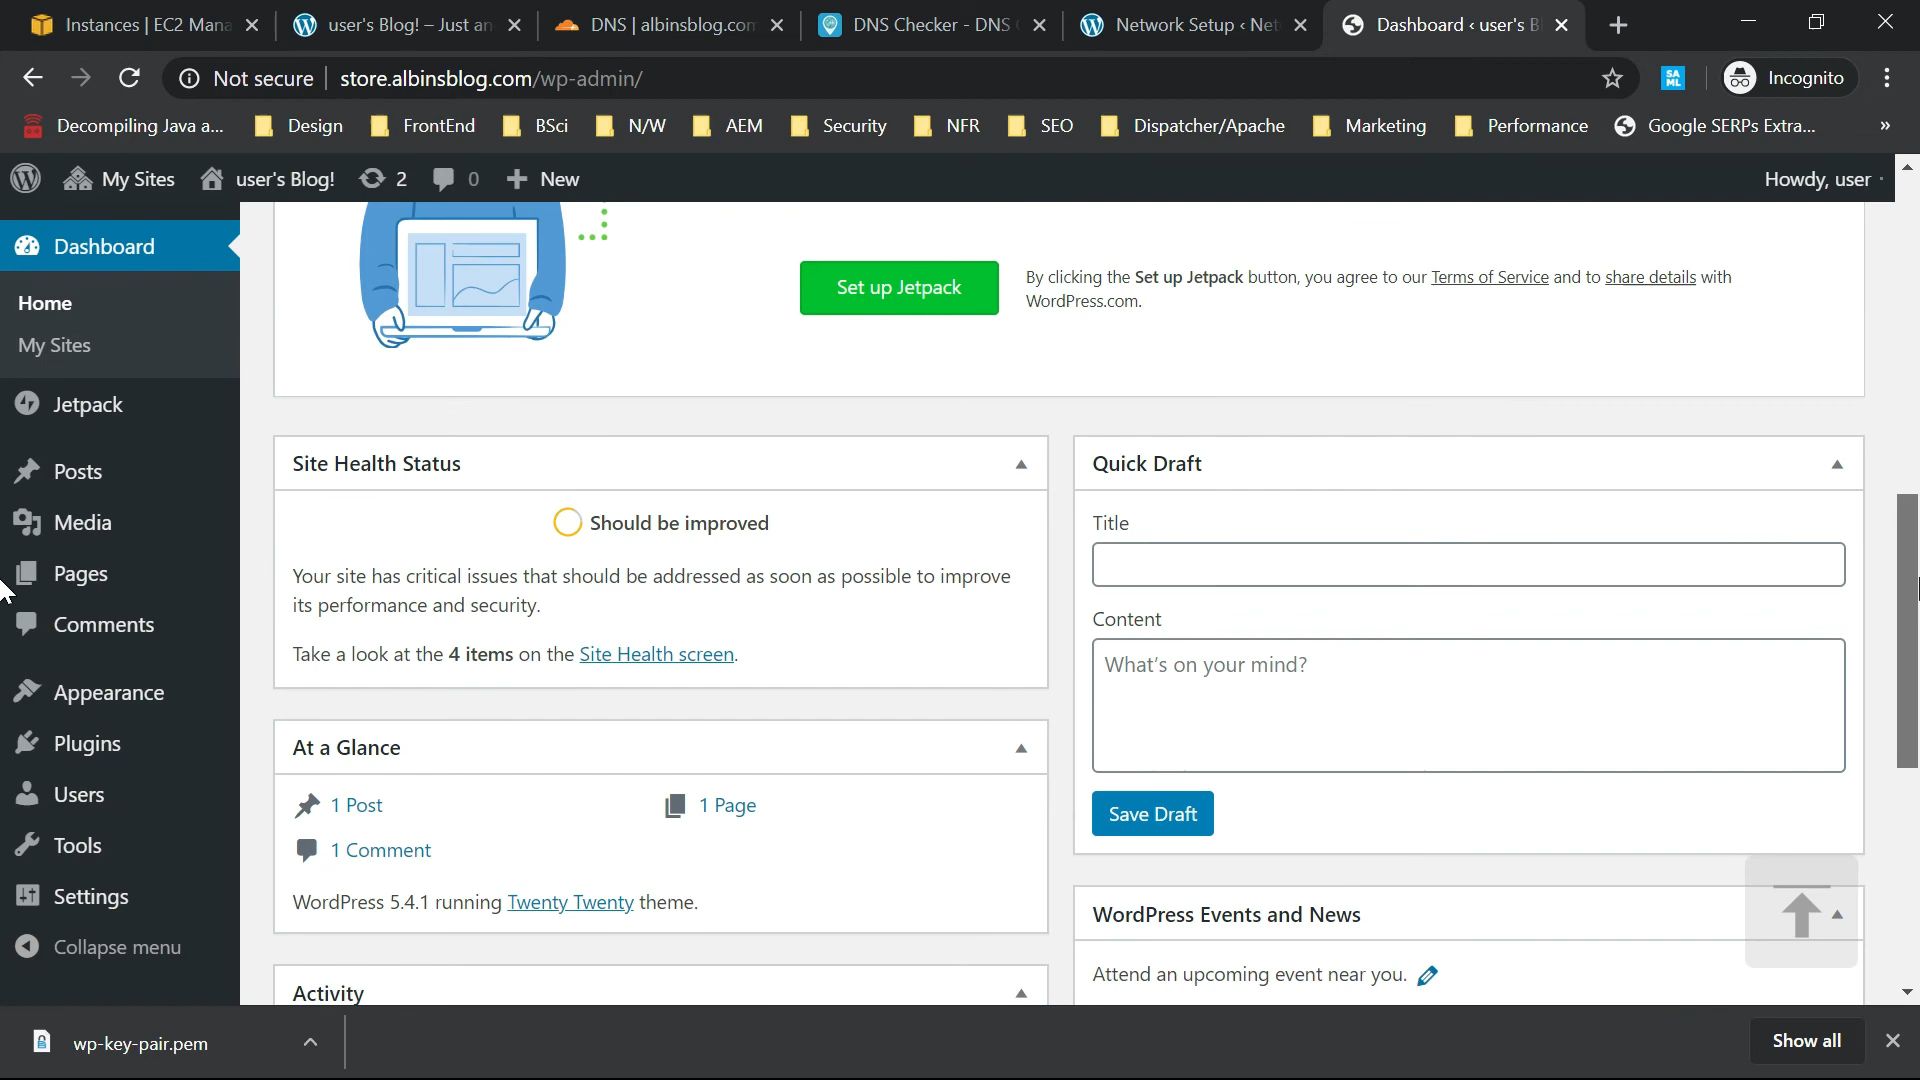 Instances | EC2 Mana
user's Blog! – Just an
DNS | albinsblog.com
DNS Checker - DNS
Network Setup ‹ Net
Dashboard ‹ user's B
Not secure
store.albinsblog.com/wp-admin/
SA
ML
Incognito
Decompiling Java a...
Design
FrontEnd
BSci
N/W
AEM
Security
NFR
SEO
Dispatcher/Apache
Marketing
Performance
Google SERPs Extra...
»
My Sites
user's Blog!
2
0
New
Howdy, user
Dashboard
Home
My Sites
Jetpack
Posts
Media
Pages
Comments
Appearance
Plugins
Users
Tools
Settings
Collapse menu
Set up Jetpack
By clicking the Set up Jetpack button, you agree to our Terms of Service and to share details with
WordPress.com.
Site Health Status
Should be improved
Your site has critical issues that should be addressed as soon as possible to improve
its performance and security.
Take a look at the 4 items on the Site Health screen.
At a Glance
1 Post
1 Page
1 Comment
WordPress 5.4.1 running Twenty Twenty theme.
Activity
Quick Draft
Title
Content
What's on your mind?
Save Draft
WordPress Events and News
Attend an upcoming event near you.
wp-key-pair.pem
Show all